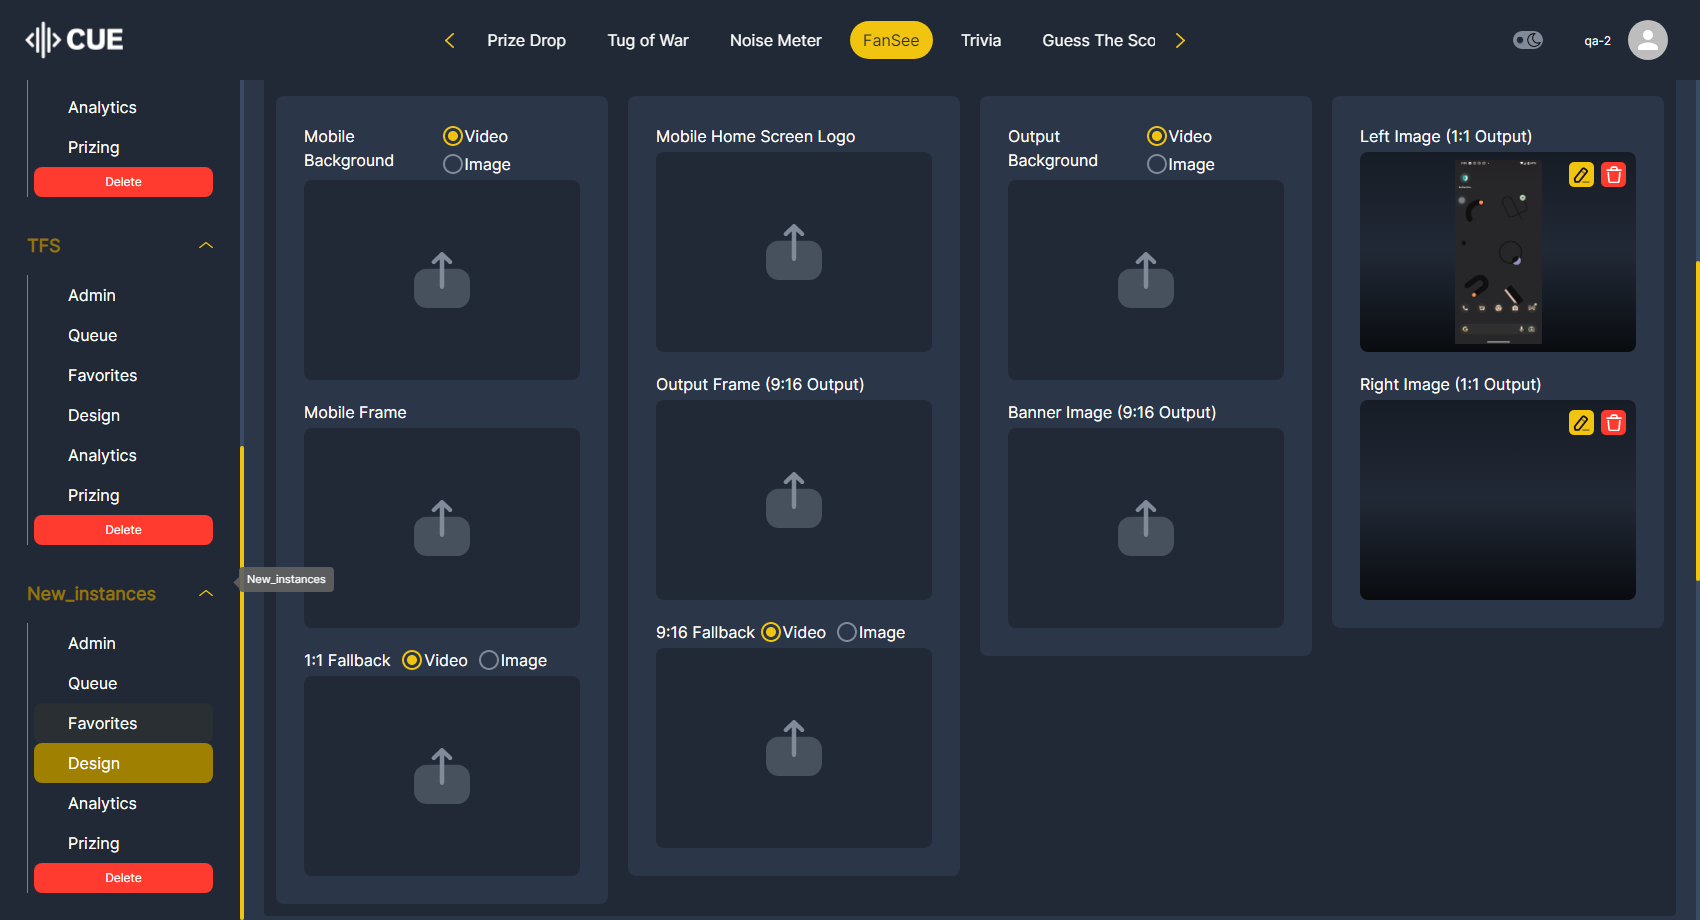 CUE
Prize Drop
Tug of War
Noise Meter
FanSee
Trivia
Guess The Sco
qa-2
Analytics
Prizing
Delete
TFS
Admin
Queue
Favorites
Design
Analytics
Prizing
Delete
New_instances
New_instances
Admin
Queue
Favorites
Design
Analytics
Prizing
Delete
Mobile
Background
Video
Image
Mobile Frame
1:1 Fallback
Video
Image
Mobile Home Screen Logo
Output Frame (9:16 Output)
9:16 Fallback
Video
Image
Output
Background
Video
Image
Banner Image (9:16 Output)
Left Image (1:1 Output)
Right Image (1:1 Output)